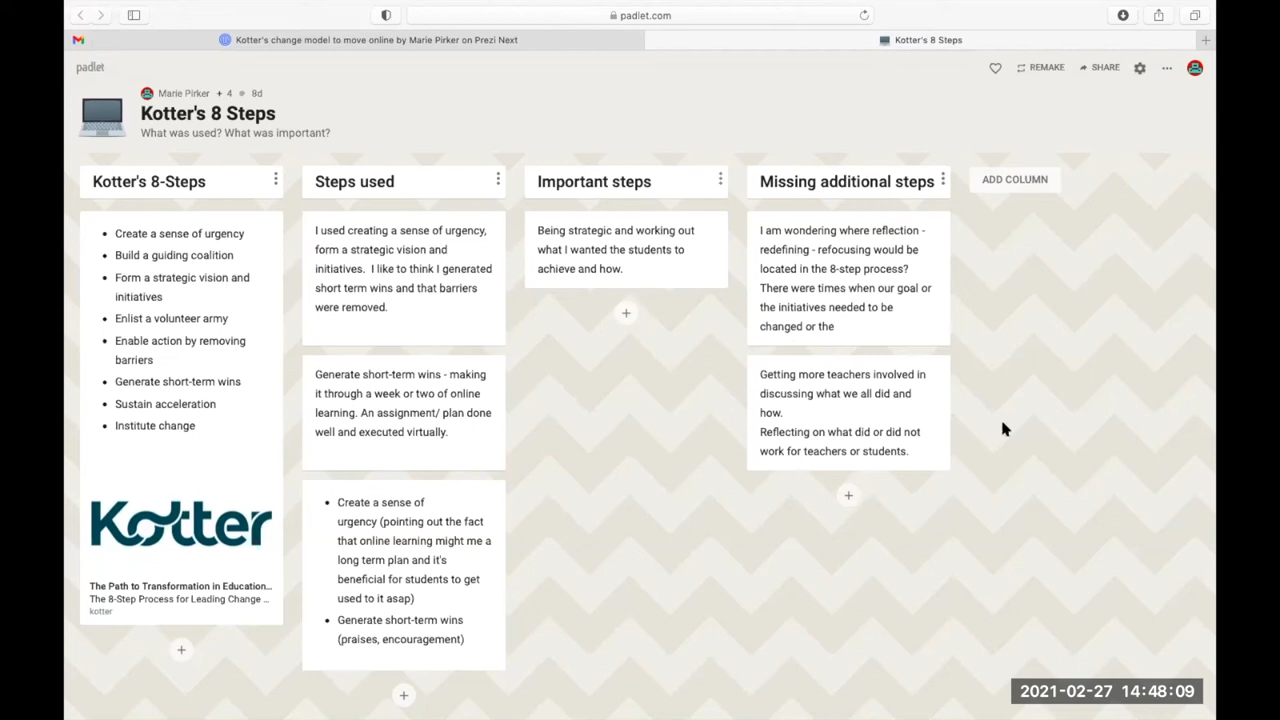 padlet.com
Kotter's change model to move online by Marie Pirker on Prezi Next
Kotter's 8 Steps
padlet
REMAKE
SHARE
Marie Pirker + 4 8d
Kotter's 8 Steps
What was used? What was important?
Kotter's 8-Steps
Create a sense of urgency
Build a guiding coalition
Form a strategic vision and
initiatives
Enlist a volunteer army
Enable action by removing
barriers
Generate short-term wins
Sustain acceleration
Institute change
Kotter
The Path to Transformation in Education...
The 8-Step Process for Leading Change ...
kotter
Steps used
I used creating a sense of urgency,
form a strategic vision and
initiatives. I like to think I generated
short term wins and that barriers
were removed.
Generate short-term wins - making
it through a week or two of online
learning. An assignment/ plan done
well and executed virtually.
Create a sense of
urgency (pointing out the fact
that online learning might me a
long term plan and it's
beneficial for students to get
used to it asap)
Generate short-term wins
(praises, encouragement)
Important steps
Being strategic and working out
what I wanted the students to
achieve and how.
Missing additional steps
I am wondering where reflection -
redefining - refocusing would be
located in the 8-step process?
There were times when our goal or
the initiatives needed to be
changed or the
Getting more teachers involved in
discussing what we all did and
how.
Reflecting on what did or did not
work for teachers or students.
ADD COLUMN
2021-02-27 14:48:09